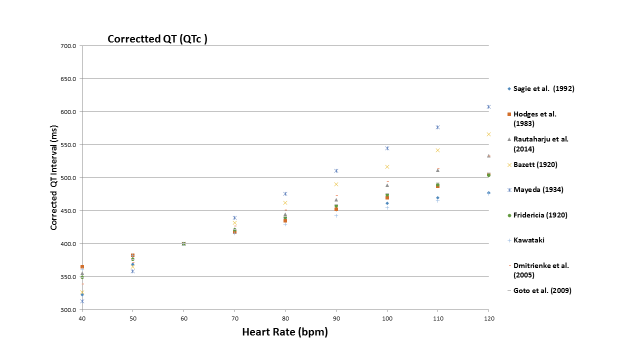 Correctted QT (QTc )
700.0
650.0
600.0
550.0
500.0
450.0
400.0
350.0
300.0
Corrected QT Interval (ms)
40
50
60
70
80
90
100
110
120
Heart Rate (bpm)
Sagie et al. (1992)
Hodges et al.
(1983)
Rautaharju et al.
(2014)
Bazett (1920)
Mayeda (1934)
Fridericia (1920)
Kawataki
Dmitrienke et al.
(2005)
Goto et al. (2009)